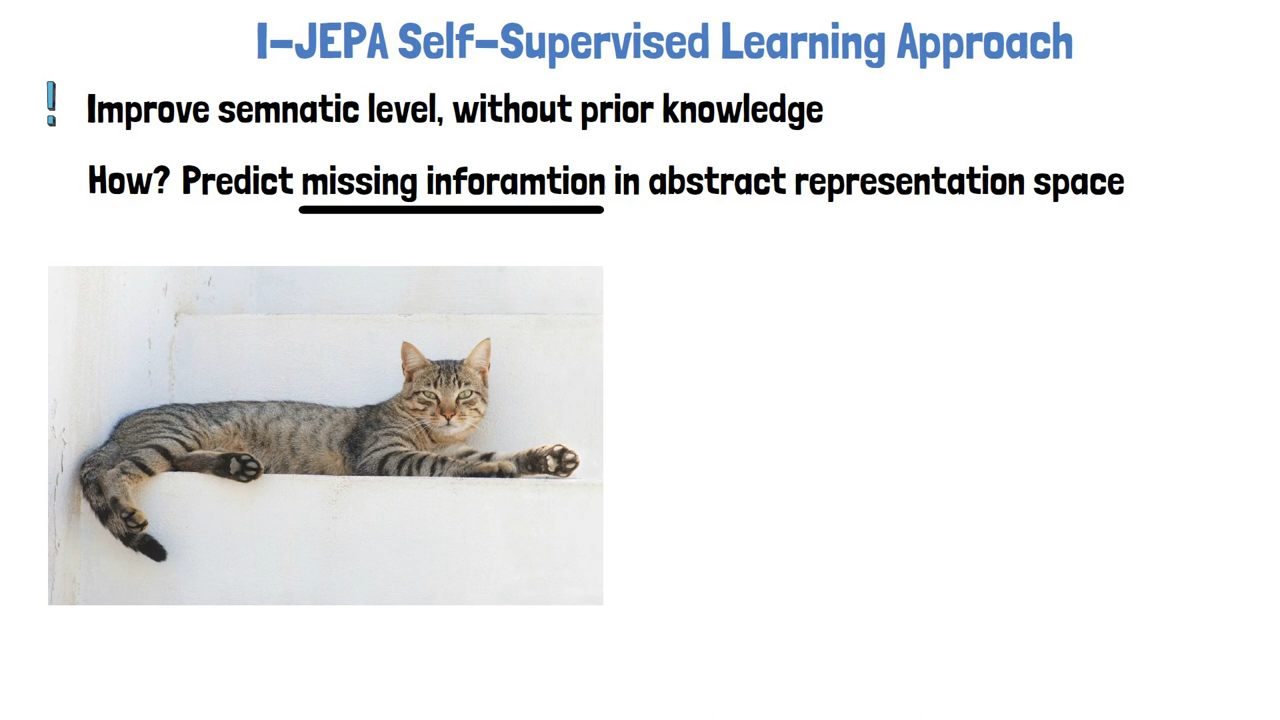 I-JEPA Self-Supervised Learning Approach
! Improve semnatic level, without prior knowledge
How? Predict missing inforamtion in abstract representation space